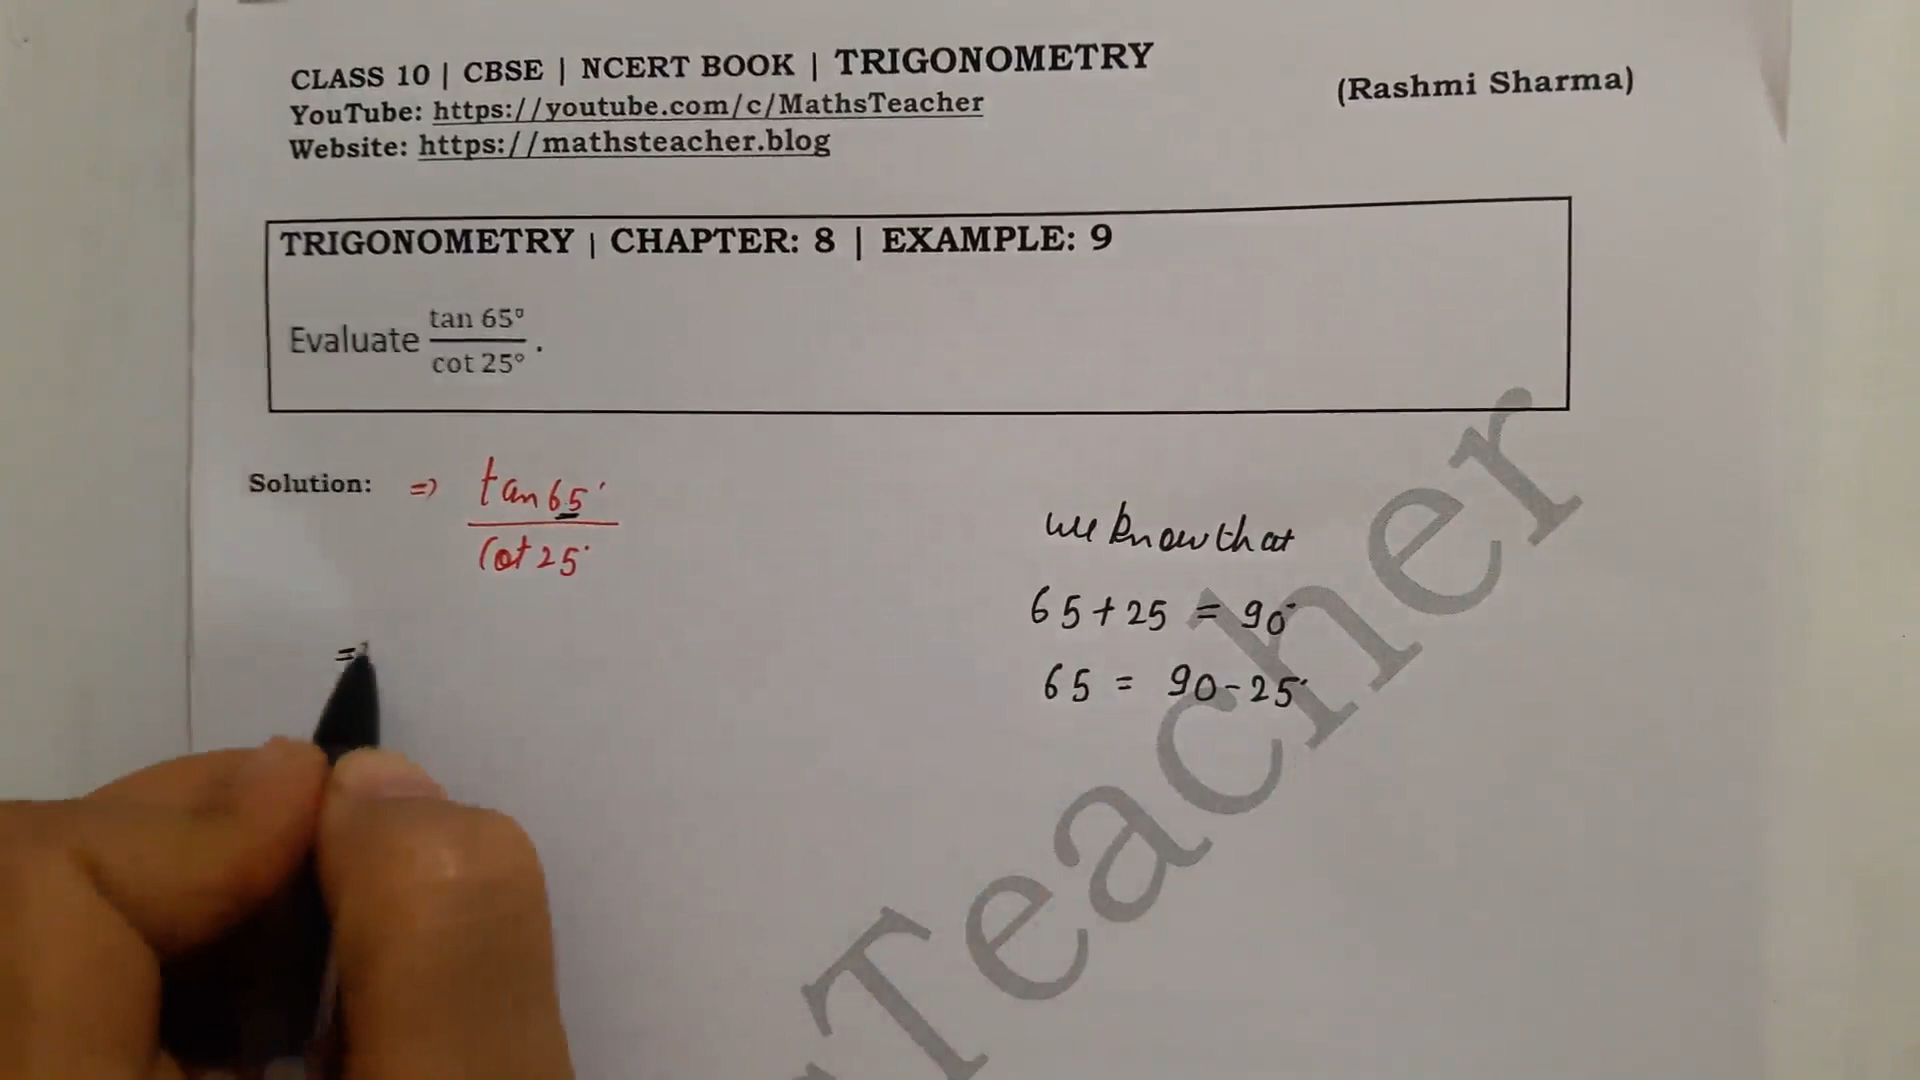 CLASS 10 | CBSE | NCERT BOOK | TRIGONOMETRY
(Rashmi Sharma)
YouTube: https://youtube.com/c/MathsTeacher
Website: https://mathsteacher.blog
TRIGONOMETRY | CHAPTER: 8 | EXAMPLE: 9
Evaluate tan 65° / cot 25° .
Solution: => tan 65° / Cot 25°
we know that
65 + 25 = 90°
65 = 90 - 25°
=
Teacher